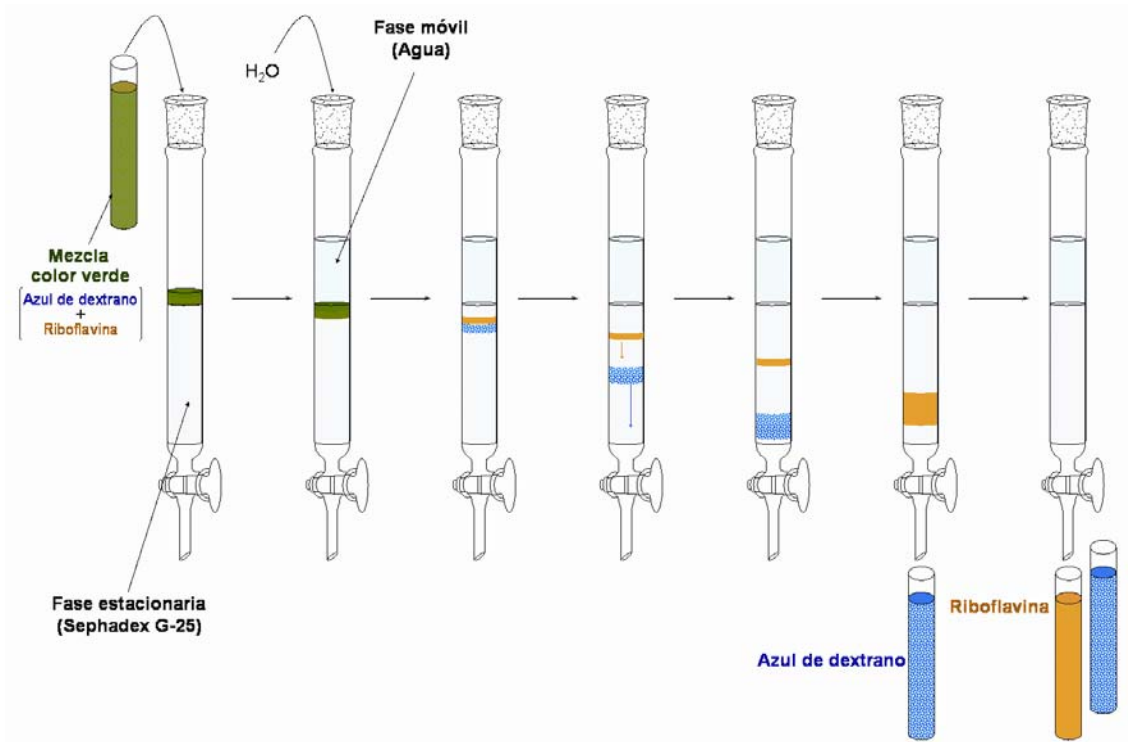 Fase móvil
(Agua)
H₂O
Mezcla
color verde
Azul de dextrano
+
Riboflavina
Fase estacionaria
(Sephadex G-25)
Riboflavina
Azul de dextrano